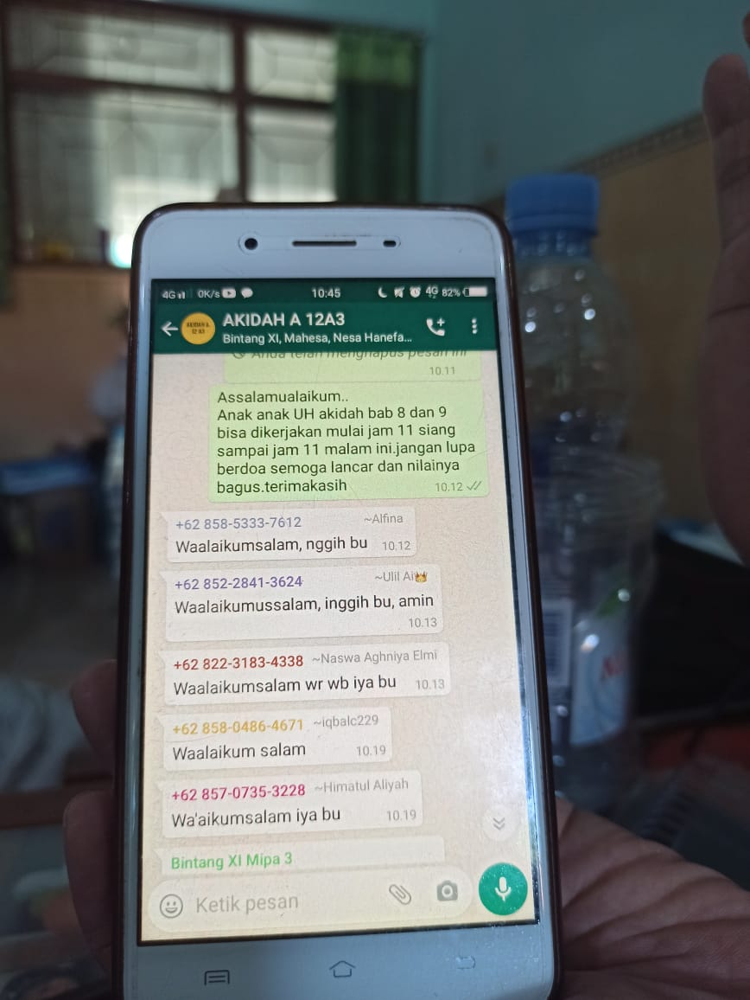 4G 0K/s 10:45 4G 82%
AKIDAH A 12A3
AKIDAH A 12 A3
Bintang XI, Mahesa, Nesa Hanefa...
Anda telah menghapus pesan ini
10.11
Assalamualaikum..
Anak anak UH akidah bab 8 dan 9
bisa dikerjakan mulai jam 11 siang
sampai jam 11 malam ini.jangan lupa
berdoa semoga lancar dan nilainya
bagus.terimakasih 10.12
+62 858-5333-7612 ~Alfina
Waalaikumsalam, nggih bu 10.12
+62 852-2841-3624 ~Ulil Ai👑
Waalaikumussalam, inggih bu, amin
10.13
+62 822-3183-4338 ~Naswa Aghniya Elmi
Waalaikumsalam wr wb iya bu 10.13
+62 858-0486-4671 ~iqbalc229
Waalaikum salam 10.19
+62 857-0735-3228 ~Himatul Aliyah
Wa'aikumsalam iya bu 10.19
Bintang XI Mipa 3
Ketik pesan